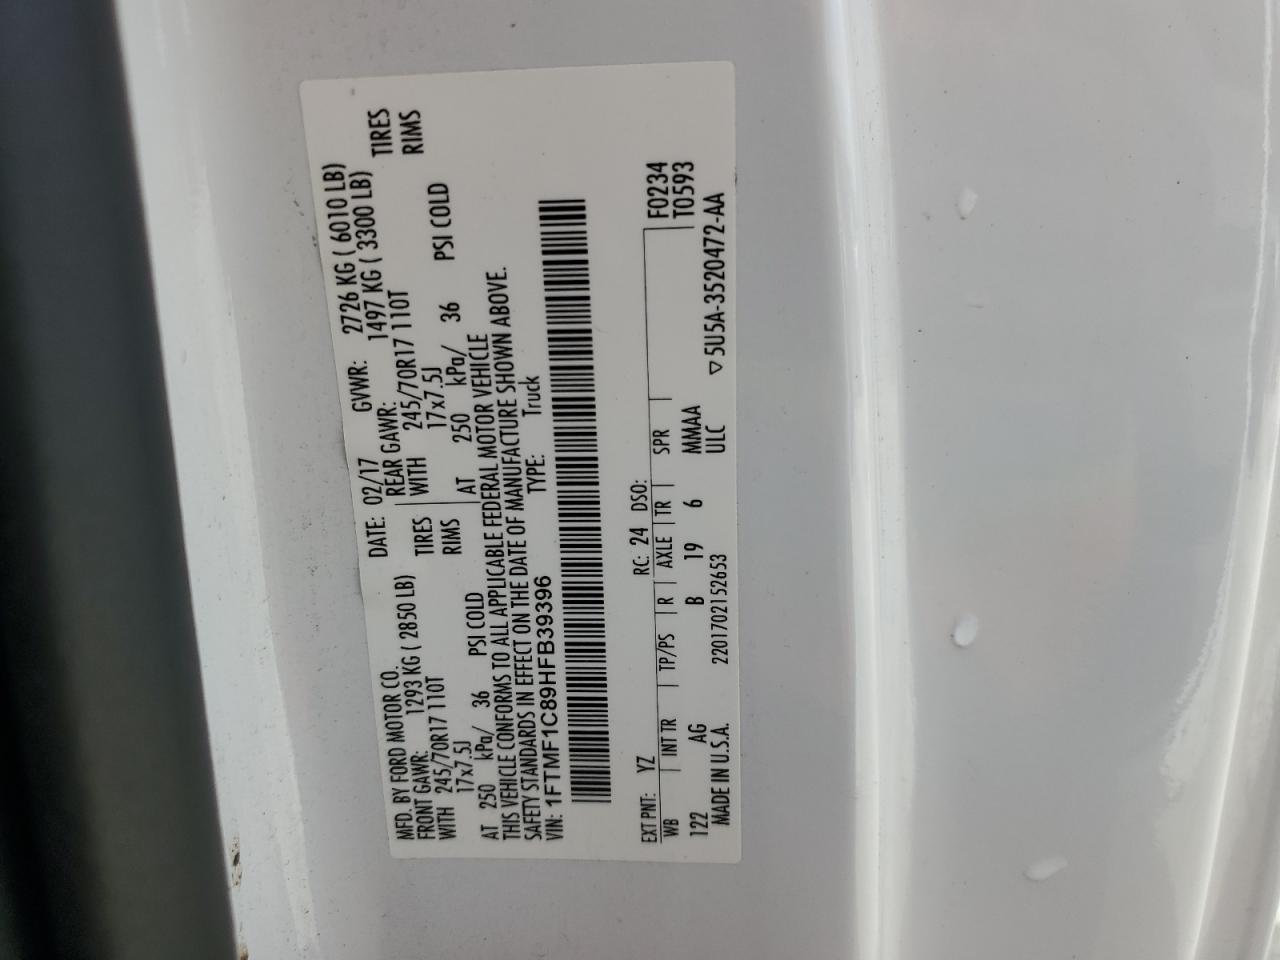 MFD. BY FORD MOTOR CO. DATE: 02/17 GVWR: 2726 KG ( 6010 LB)
FRONT GAWR: 1293 KG ( 2850 LB) REAR GAWR: 1497 KG ( 3300 LB)
WITH 245/70R17 110T TIRES WITH 245/70R17 110T TIRES
17x7.5J RIMS 17x7.5J RIMS
AT 250 kPa/ 36 PSI COLD AT 250 kPa/ 36 PSI COLD
THIS VEHICLE CONFORMS TO ALL APPLICABLE FEDERAL MOTOR VEHICLE
SAFETY STANDARDS IN EFFECT ON THE DATE OF MANUFACTURE SHOWN ABOVE.
VIN: 1FTMF1C89HFB39396 TYPE: Truck
EXT PNT: YZ RC: 24 DSO: F0234
WB INT TR TP/PS R AXLE TR SPR T0593
122 AG B 19 6 MMAA
MADE IN U.S.A. 2201702152653 ULC ▽5U5A-3520472-AA